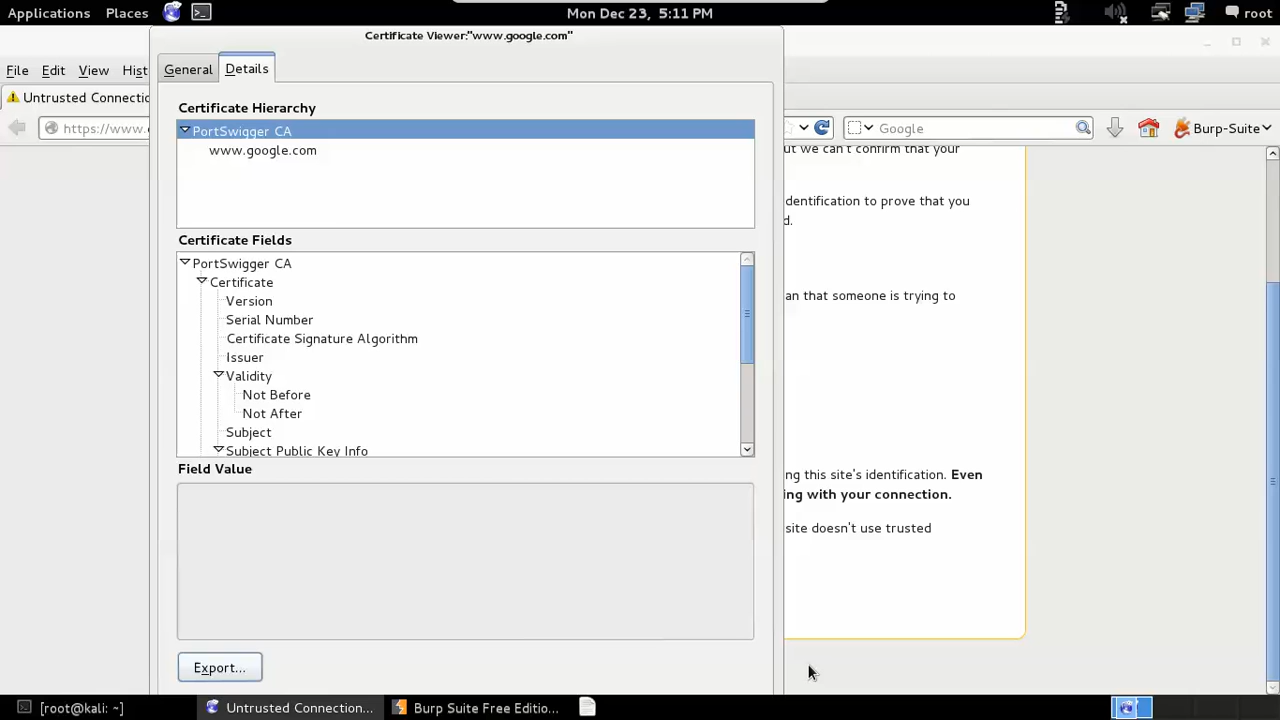 Applications Places Mon Dec 23, 5:11 PM root
Certificate Viewer:"www.google.com"
File Edit View Hist
General Details
Untrusted Connectio
https://www. Google Burp-Suite
Certificate Hierarchy
PortSwigger CA
www.google.com
ut we can't confirm that your
dentification to prove that you
d.
Certificate Fields
PortSwigger CA
Certificate
Version
an that someone is trying to
Serial Number
Certificate Signature Algorithm
Issuer
Validity
Not Before
Not After
Subject
Subject Public Key Info
Field Value
ng this site's identification. Even
ing with your connection.
site doesn't use trusted
Export...
[root@kali: ~] Untrusted Connection... Burp Suite Free Editio...